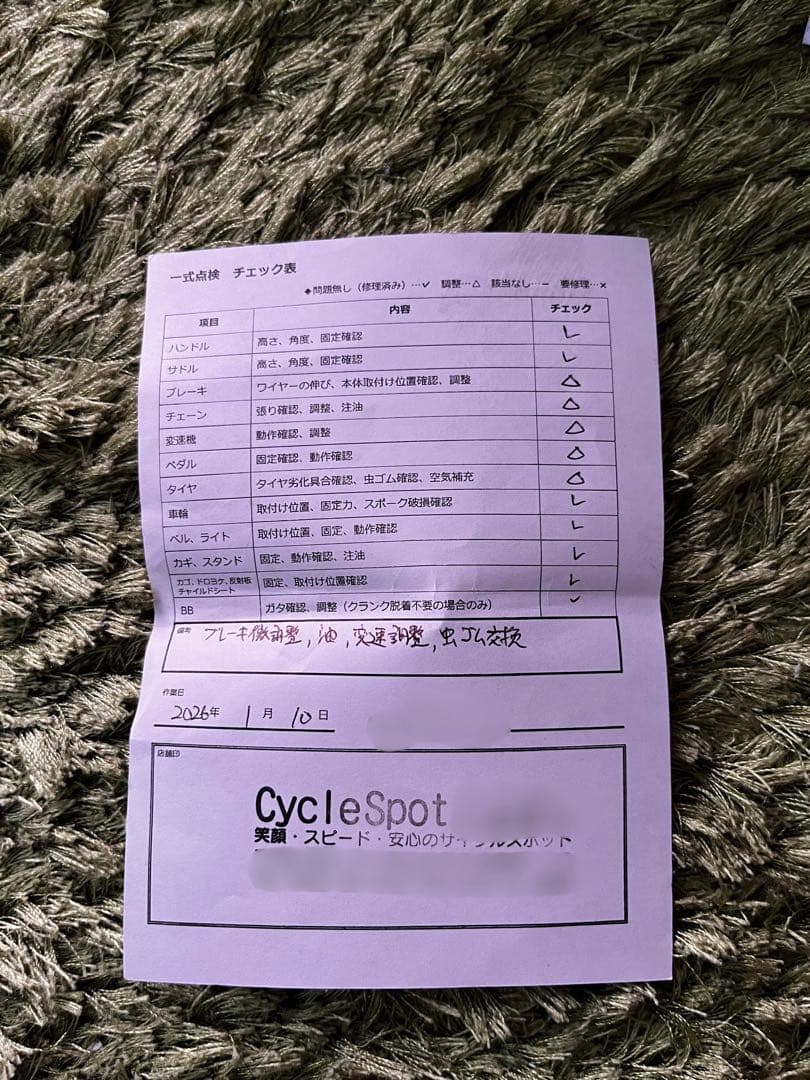 一式点検 チェック表
◆問題無し（修理済み）…✓ 調整…△ 該当なし…− 要修理…×
項目 内容 チェック
ハンドル 高さ、角度、固定確認 ✓
サドル 高さ、角度、固定確認 ✓
ブレーキ ワイヤーの伸び、本体取付け位置確認、調整 △
チェーン 張り確認、調整、注油 △
変速機 動作確認、調整 △
ペダル 固定確認、動作確認 △
タイヤ タイヤ劣化具合確認、虫ゴム確認、空気補充 △
車輪 取付け位置、固定力、スポーク破損確認 ✓
ベル、ライト 取付け位置、固定、動作確認 ✓
カギ、スタンド 固定、動作確認、注油 ✓
カゴ、ドロヨケ、反射板
チャイルドシート 固定、取付け位置確認 ✓
BB ガタ確認、調整（クランク脱着不要の場合のみ） ✓
備考 ブレーキ微調整, 油, 変速調整, 虫ゴム交換
作業日
2026年 1月 10日
店舗印
CycleSpot
笑顔・スピード・安心のサイクルスポット